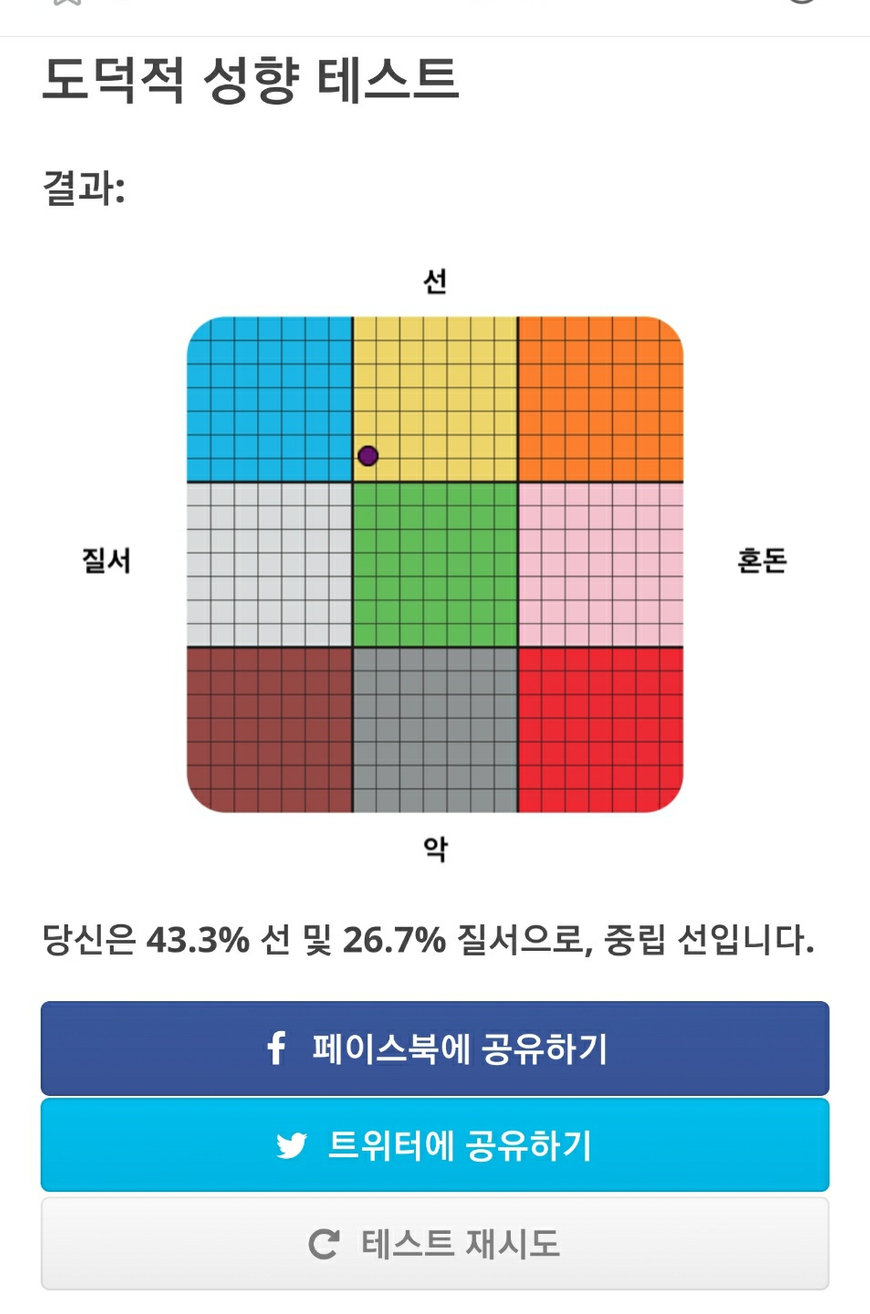 도덕적 성향 테스트
결과:
선
질서
혼돈
악
당신은 43.3% 선 및 26.7% 질서으로, 중립 선입니다.
페이스북에 공유하기
트위터에 공유하기
테스트 재시도